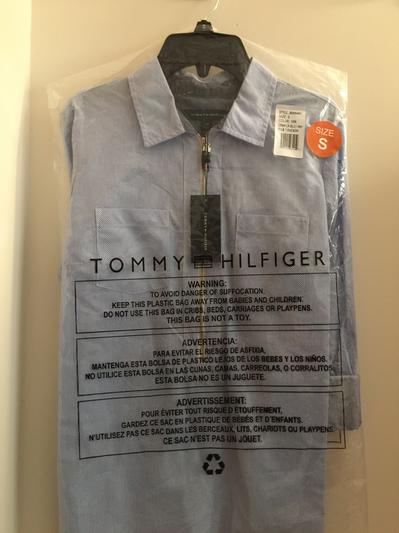 SIZE
S
TOMMY HILFIGER
TOMMY HILFIGER
WARNING:
TO AVOID DANGER OF SUFFOCATION,
KEEP THIS PLASTIC BAG AWAY FROM BABIES AND CHILDREN.
DO NOT USE THIS BAG IN CRIBS, BEDS, CARRIAGES OR PLAYPENS.
THIS BAG IS NOT A TOY.
ADVERTENCIA:
PARA EVITAR EL RIESGO DE ASFIXIA,
MANTENGA ESTA BOLSA DE PLASTICO LEJOS DE LOS BEBES Y LOS NIÑOS.
NO UTILICE ESTA BOLSA EN LAS CUNAS, CAMAS, CARREOLAS, O CORRALITOS.
ESTA BOLSA NO ES UN JUGUETE.
ADVERTISSEMENT:
POUR ÉVITER TOUT RISQUE D'ETOUFFEMENT,
GARDEZ CE SAC EN PLASTIQUE DE BÉBÉS ET D'ENFANTS.
N'UTILISEZ PAS CE SAC DANS LES BERCEAUX, LITS, CHARIOTS OU PLAYPENS
CE SAC N'EST PAS UN JOUET.